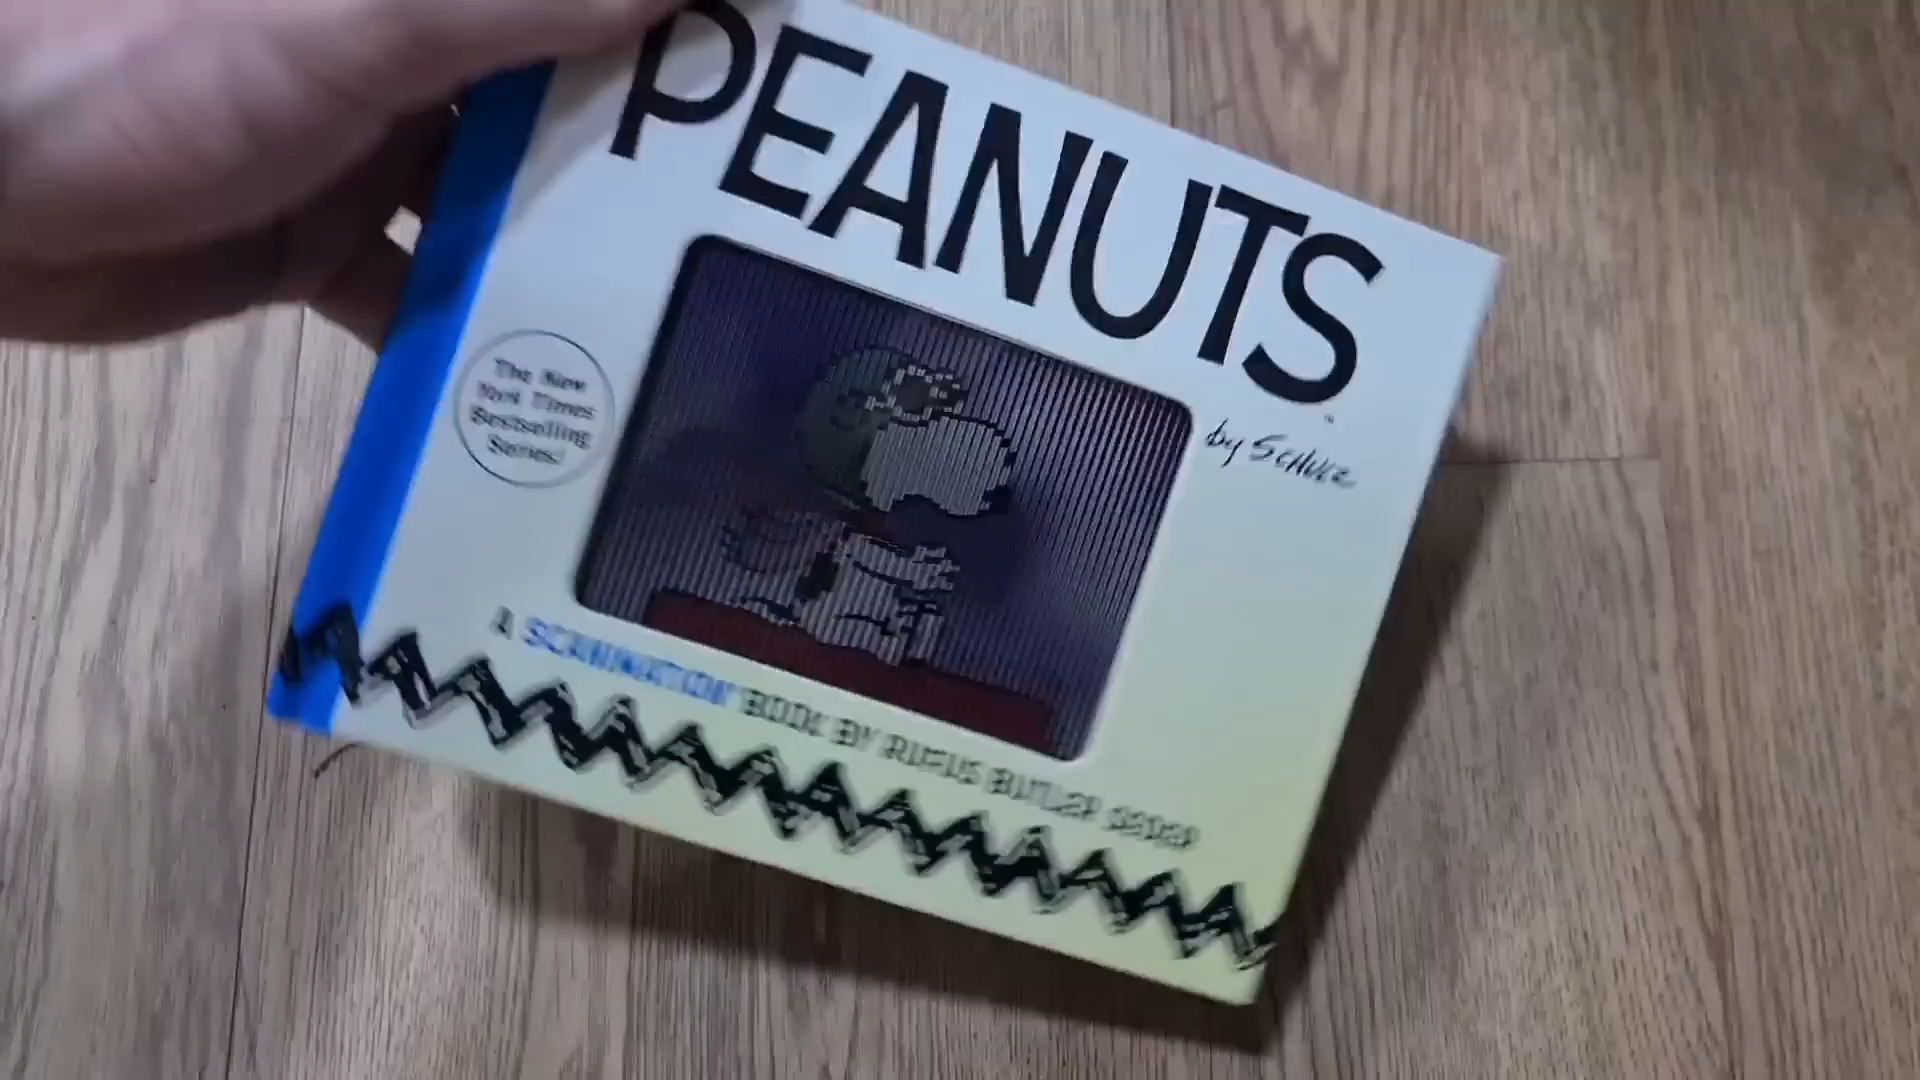 PEANUTS
by SCHULZ
The New
York Times
Bestselling
Series!
A SCANIMATION BOOK BY RUFUS BUTLER SEDER